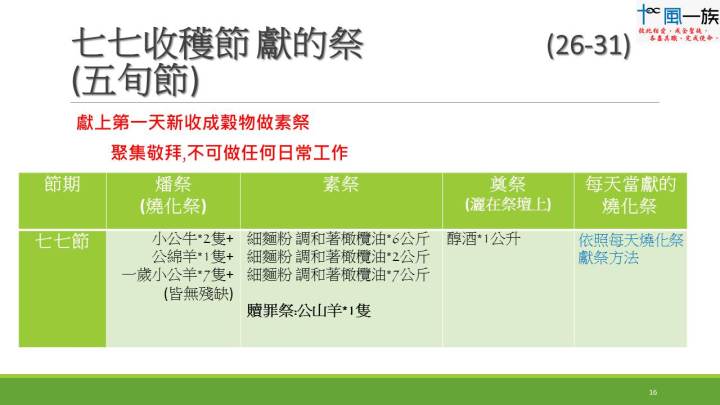 風一族
彼此相愛，成全聖徒，
各盡其職，完成使命。
七七收穫節 獻的祭 (26-31)
(五旬節)
獻上第一天新收成穀物做素祭
聚集敬拜,不可做任何日常工作
節期
燔祭
(燒化祭)
素祭
奠祭
(灑在祭壇上)
每天當獻的
燒化祭
七七節
小公牛*2隻+
公綿羊*1隻+
一歲小公羊*7隻+
(皆無殘缺)
細麵粉 調和著橄欖油*6公斤
細麵粉 調和著橄欖油*2公斤
細麵粉 調和著橄欖油*7公斤
贖罪祭:公山羊*1隻
醇酒*1公升
依照每天燒化祭
獻祭方法
16